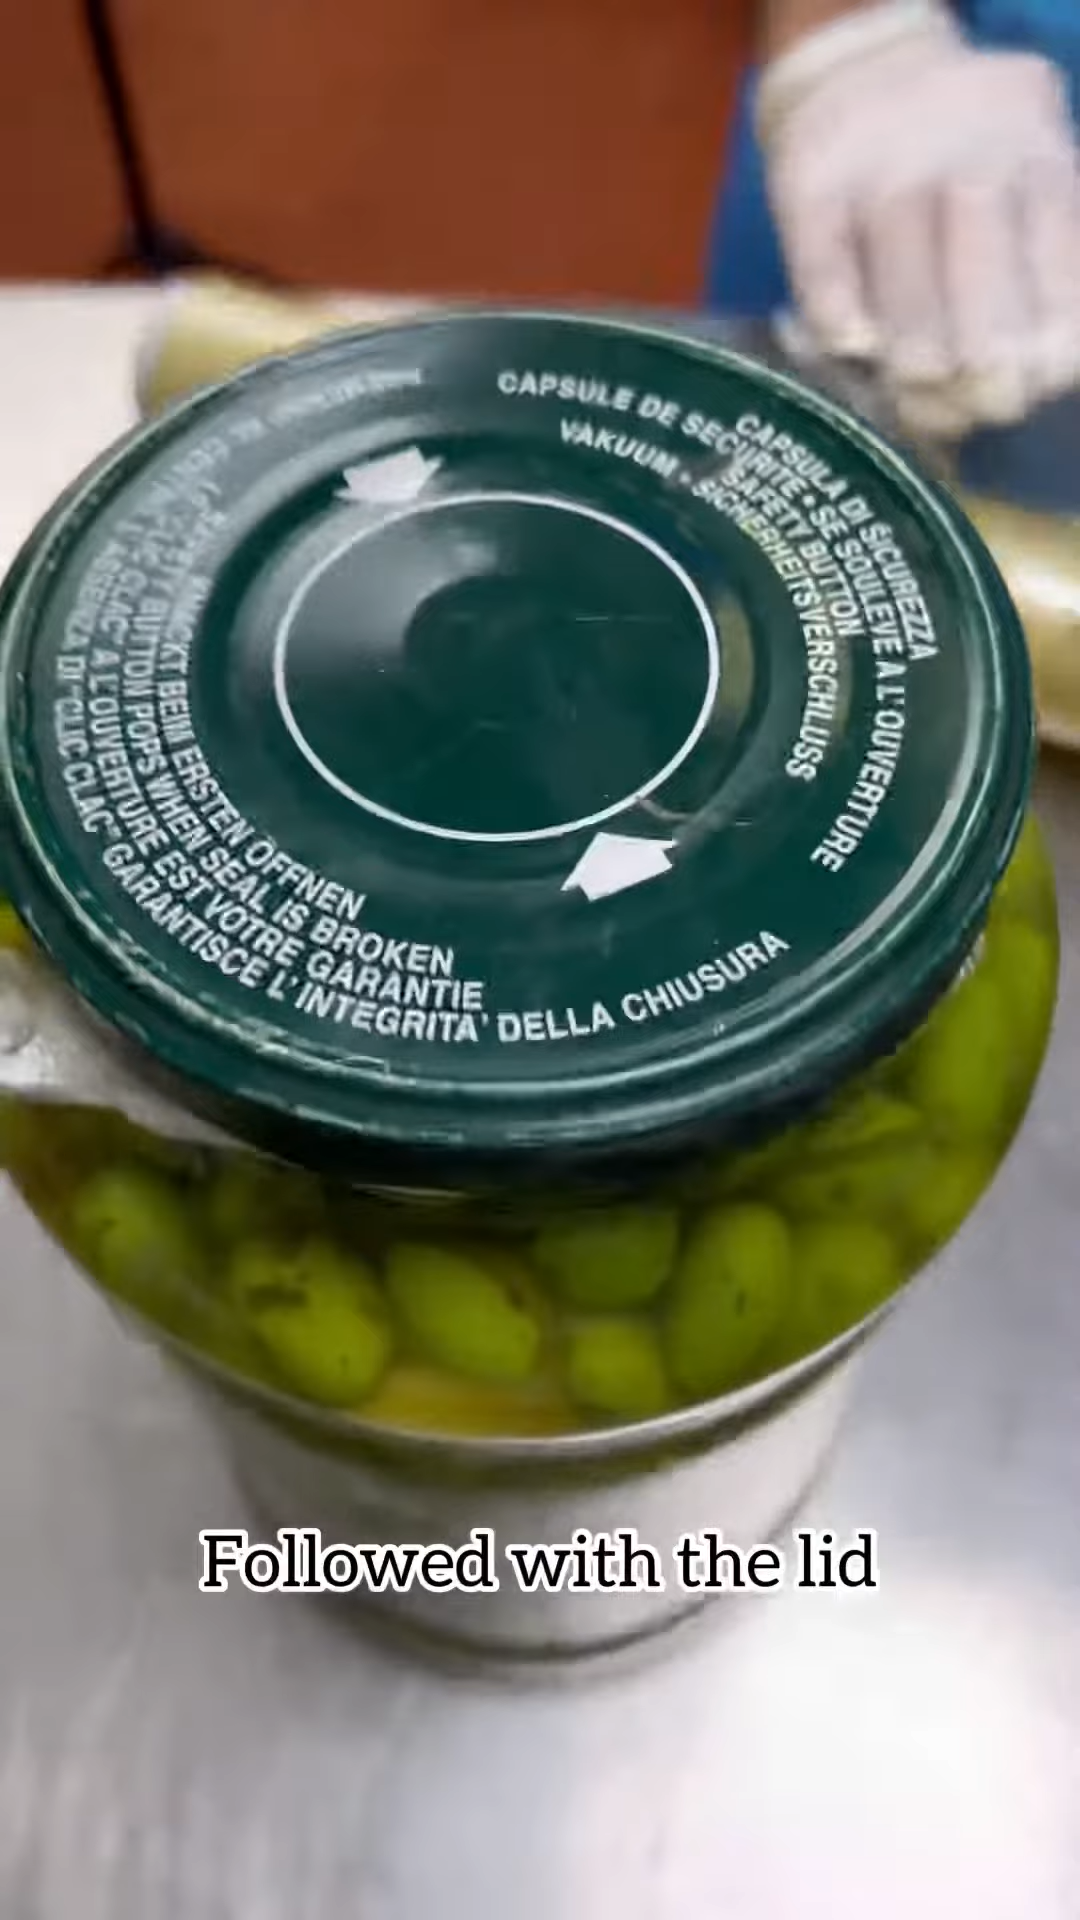 CAPSULA DI SICUREZZA
CAPSULE DE SECURITE • SE SOULEVE A L'OUVERTURE
SAFETY BUTTON
VAKUUM • SICHERHEITSVERSCHLUSS
KNACKT BEIM ERSTEN ÖFFNEN
BUTTON POPS WHEN SEAL IS BROKEN
CLAC" A L'OUVERTURE EST VOTRE GARANTIE
ASSENZA DI "CLIC CLAC" GARANTISCE L'INTEGRITA' DELLA CHIUSURA
Followed with the lid